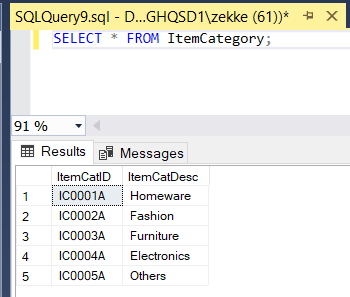 SQLQuery9.sql - D...GHQSD1\zekke (61))*
SELECT * FROM ItemCategory;
91 %
Results Messages
ItemCatID ItemCatDesc
1 IC0001A Homeware
2 IC0002A Fashion
3 IC0003A Furniture
4 IC0004A Electronics
5 IC0005A Others